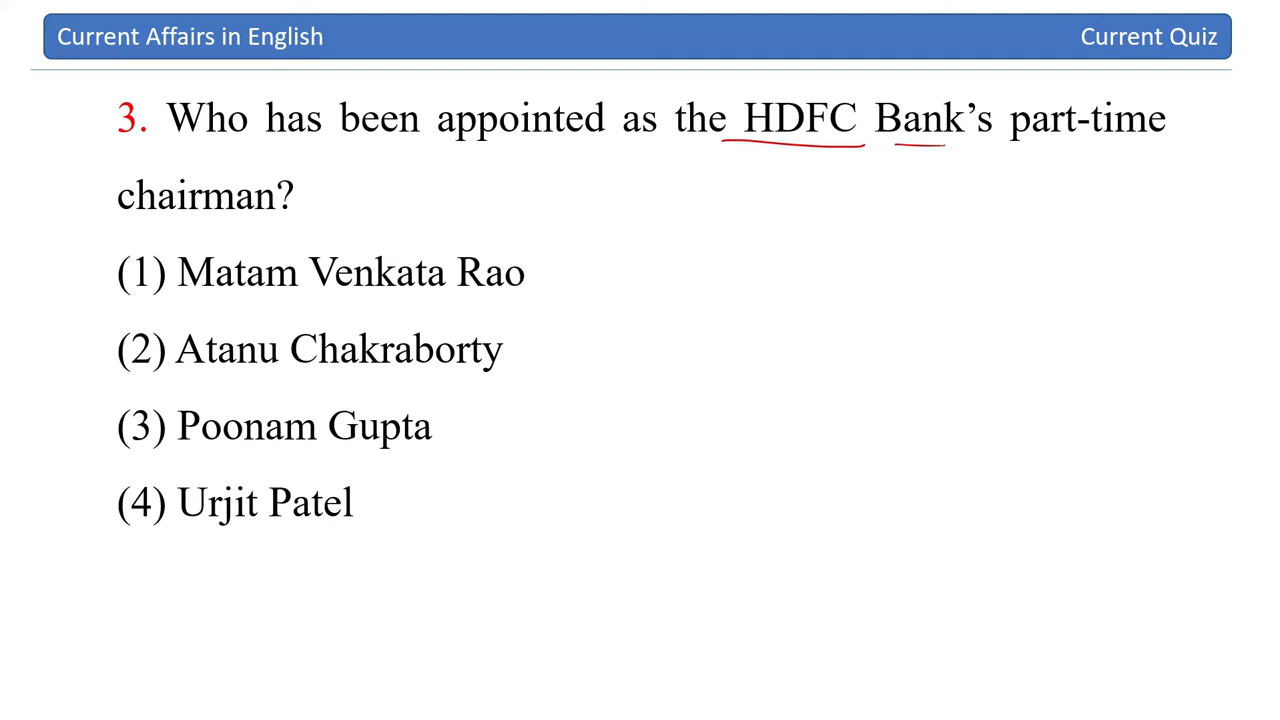 Current Affairs in English
Current Quiz
3. Who has been appointed as the HDFC Bank’s part-time
chairman?
(1) Matam Venkata Rao
(2) Atanu Chakraborty
(3) Poonam Gupta
(4) Urjit Patel